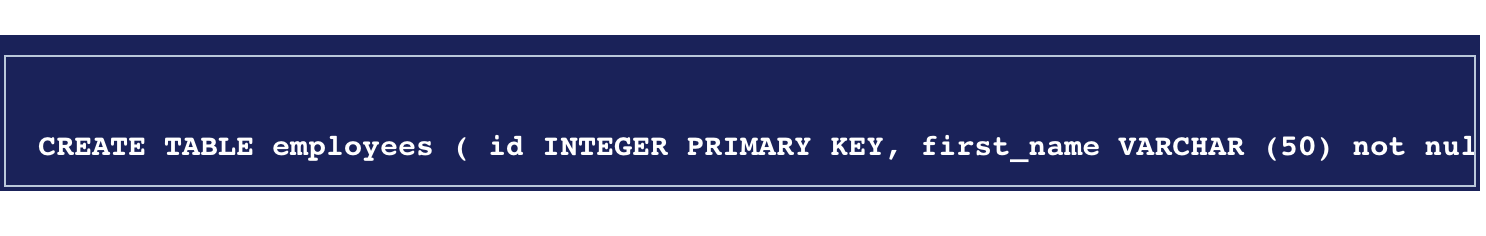 CREATE TABLE employees ( id INTEGER PRIMARY KEY, first_name VARCHAR (50) not nul